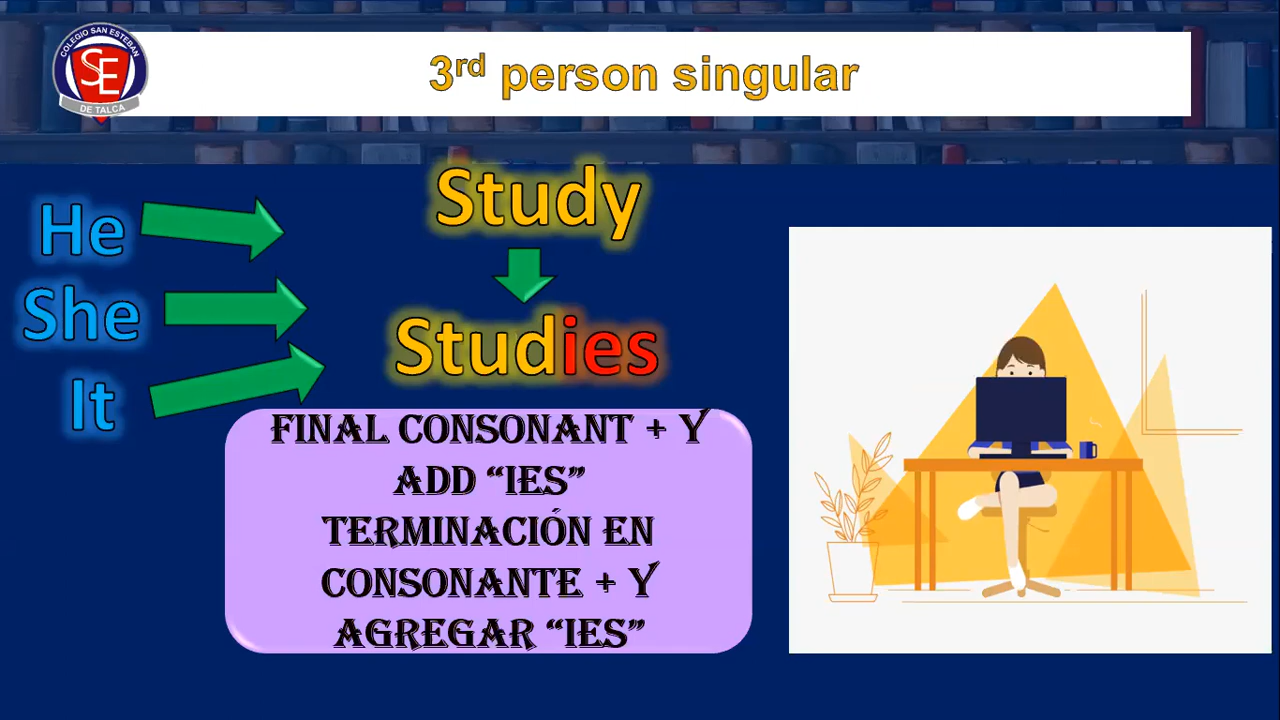 COLEGIO SAN ESTEBAN
SE
DE TALCA
3rd person singular
He
She
It
Study
Studies
FINAL CONSONANT + Y
ADD “IES”
TERMINACIÓN EN
CONSONANTE + Y
AGREGAR “IES”